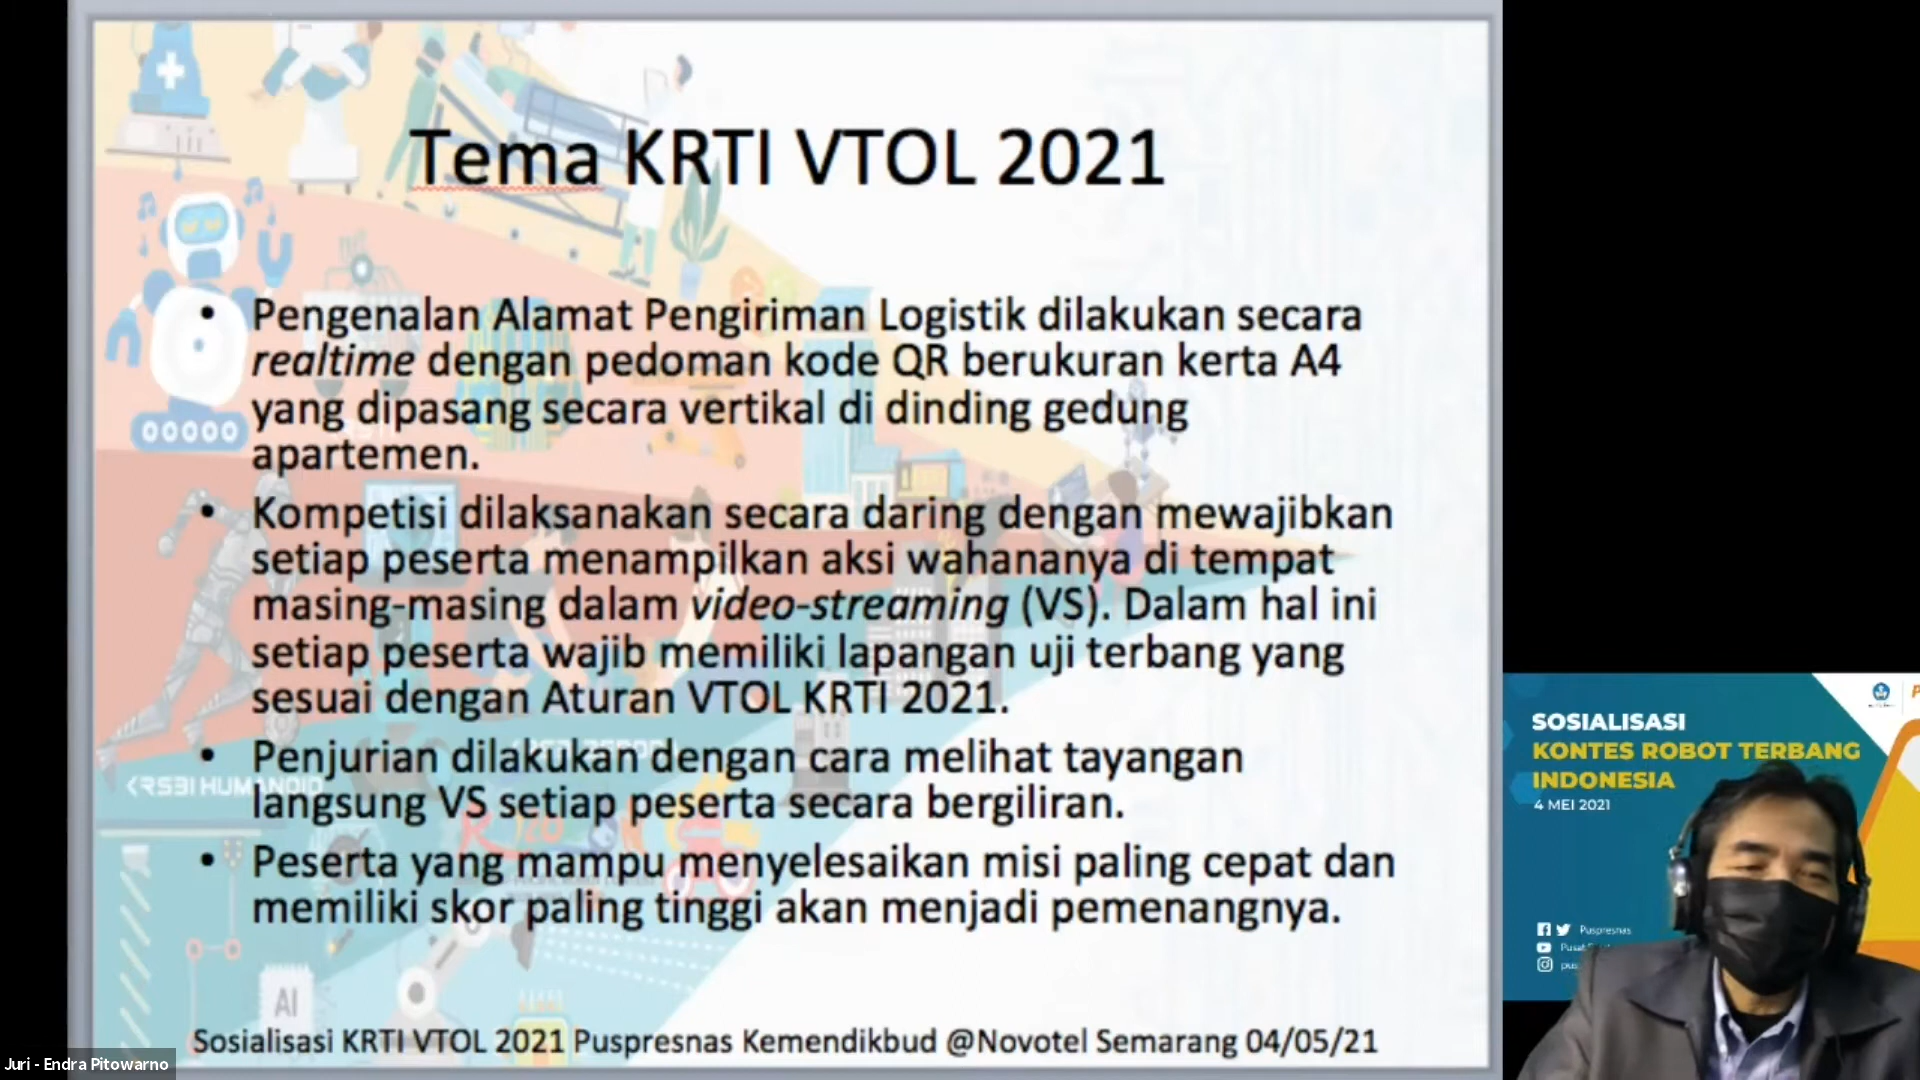 Tema KRTI VTOL 2021
• Pengenalan Alamat Pengiriman Logistik dilakukan secara
realtime dengan pedoman kode QR berukuran kerta A4
yang dipasang secara vertikal di dinding gedung
apartemen.
• Kompetisi dilaksanakan secara daring dengan mewajibkan
setiap peserta menampilkan aksi wahananya di tempat
masing-masing dalam video-streaming (VS). Dalam hal ini
setiap peserta wajib memiliki lapangan uji terbang yang
sesuai dengan Aturan VTOL KRTI 2021.
• Penjurian dilakukan dengan cara melihat tayangan
langsung VS setiap peserta secara bergiliran.
• Peserta yang mampu menyelesaikan misi paling cepat dan
memiliki skor paling tinggi akan menjadi pemenangnya.
KRSBI HUMANOID
AI
Sosialisasi KRTI VTOL 2021 Puspresnas Kemendikbud @Novotel Semarang 04/05/21
Juri - Endra Pitowarno
SOSIALISASI
KONTES ROBOT TERBANG
INDONESIA
4 MEI 2021
Puspresnas